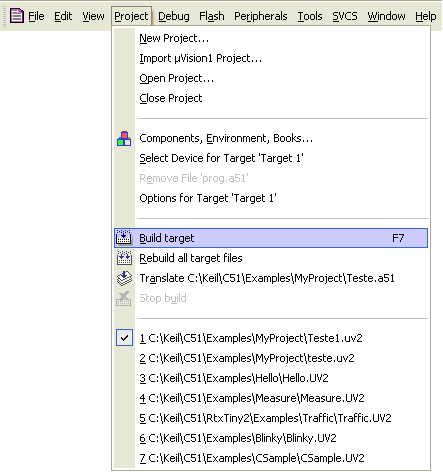 File Edit View Project Debug Flash Peripherals Tools SVCS Window Help
New Project...
Import µVision1 Project...
Open Project...
Close Project
Components, Environment, Books...
Select Device for Target 'Target 1'
Remove File 'prog.a51'
Options for Target 'Target 1'
Build target F7
Rebuild all target files
Translate C:\Keil\C51\Examples\MyProject\Teste.a51
Stop build
1 C:\Keil\C51\Examples\MyProject\Teste1.uv2
2 C:\Keil\C51\Examples\MyProject\teste.uv2
3 C:\Keil\C51\Examples\Hello\Hello.UV2
4 C:\Keil\C51\Examples\Measure\Measure.UV2
5 C:\Keil\C51\RtxTiny2\Examples\Traffic\Traffic.UV2
6 C:\Keil\C51\Examples\Blinky\Blinky.UV2
7 C:\Keil\C51\Examples\CSample\CSample.UV2